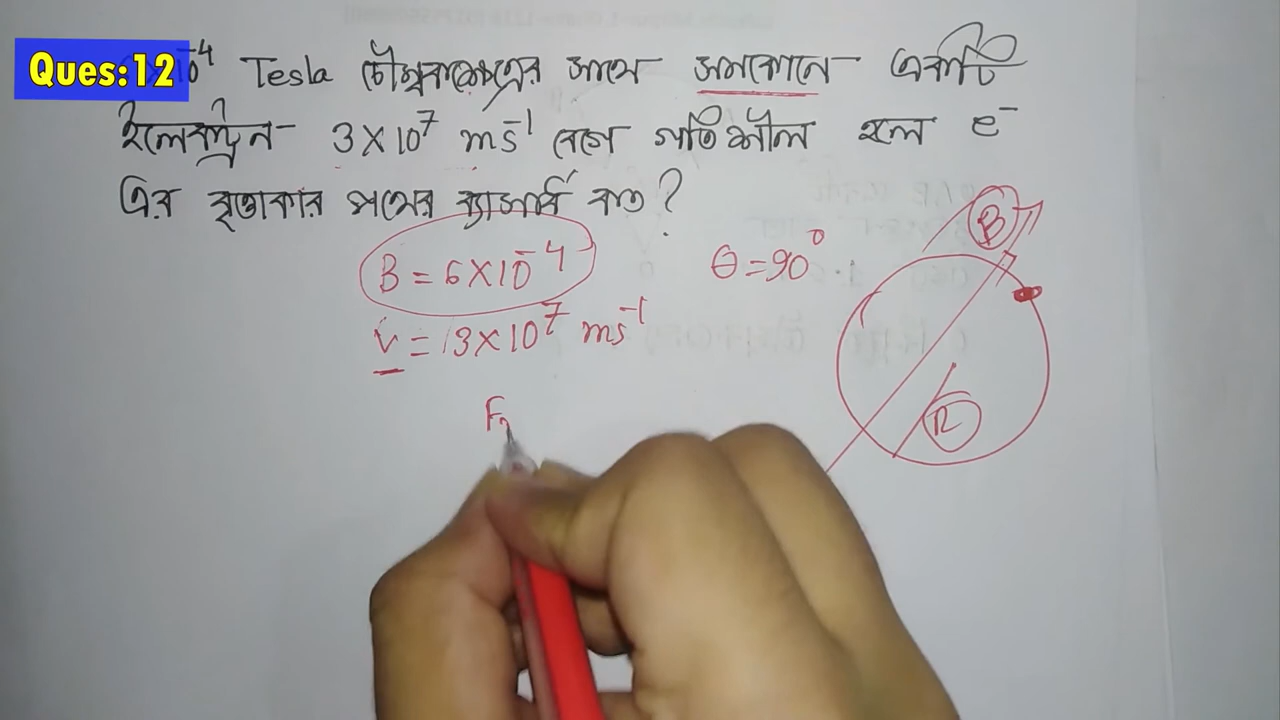 Ques:12
10⁻⁴ Tesla চৌম্বকক্ষেত্রের সাথে সমকোনে একটি
ইলেকট্রন 3×10⁷ ms⁻¹ বেগে গতিশীল হলে e⁻
এর বৃত্তাকার পথের ব্যাসার্ধ কত?
B = 6×10⁻⁴ θ=90° B
v = 3×10⁷ ms⁻¹
R
F